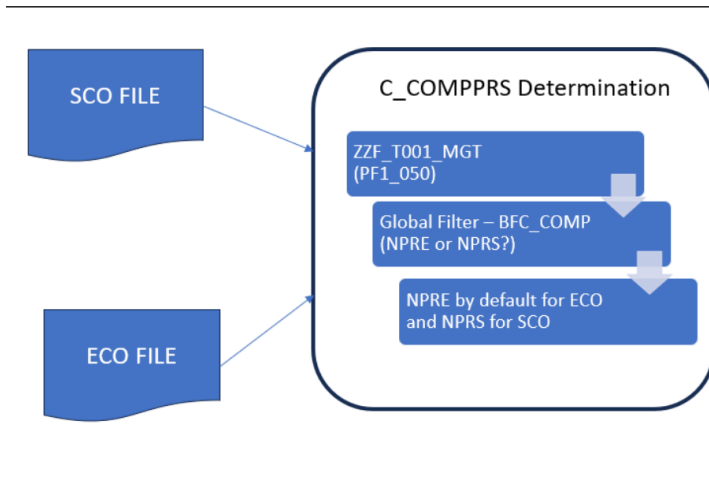 SCO FILE
C_COMPPRS Determination
ZZF_T001_MGT
(PF1_050)
Global Filter – BFC_COMP
(NPRE or NPRS?)
NPRE by default for ECO
and NPRS for SCO
ECO FILE